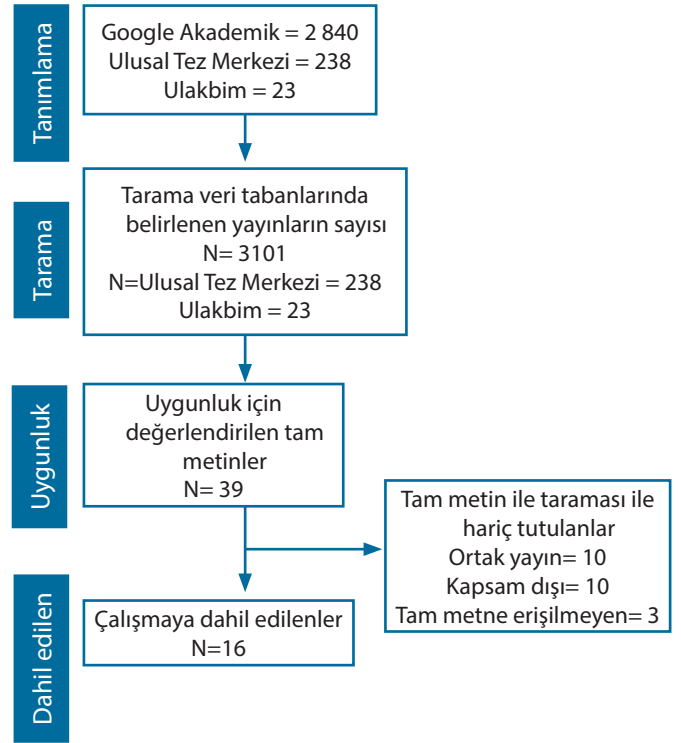 Tanımlama
Google Akademik = 2 840
Ulusal Tez Merkezi = 238
Ulakbim = 23
Tarama
Tarama veri tabanlarında
belirlenen yayınların sayısı
N= 3101
N=Ulusal Tez Merkezi = 238
Ulakbim = 23
Uygunluk
Uygunluk için
değerlendirilen tam
metinler
N= 39
Tam metin ile taraması ile
hariç tutulanlar
Ortak yayın= 10
Kapsam dışı= 10
Tam metne erişilmeyen= 3
Dahil edilen
Çalışmaya dahil edilenler
N=16